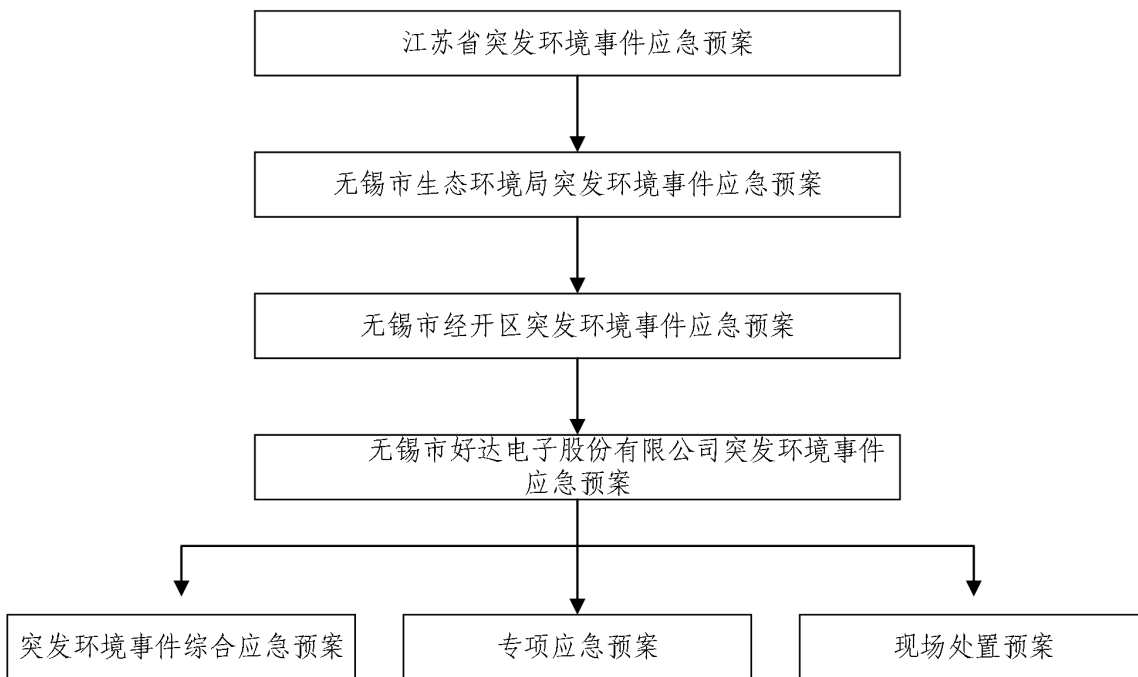 江苏省突发环境事件应急预案
无锡市生态环境局突发环境事件应急预案
无锡市经开区突发环境事件应急预案
无锡市好达电子股份有限公司突发环境事件
应急预案
突发环境事件综合应急预案
专项应急预案
现场处置预案